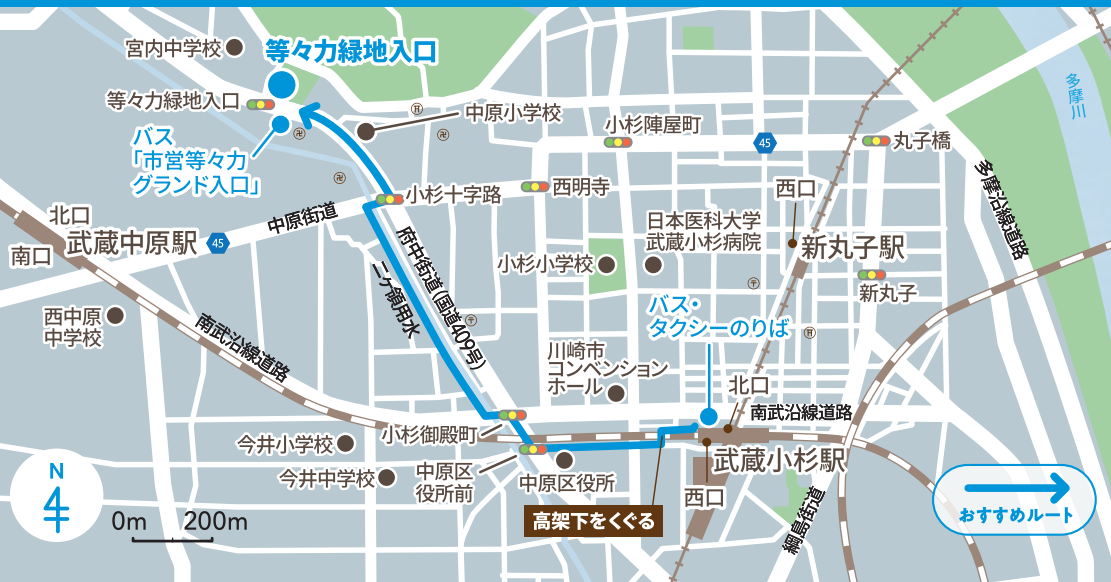 宮内中学校
等々力緑地入口
等々力緑地入口
バス
「市営等々力
グランド入口」
中原小学校
小杉陣屋町
45
丸子橋
多摩川
多摩沿線道路
小杉十字路
西明寺
西口
北口
武蔵中原駅
45
南口
中原街道
日本医科大学
武蔵小杉病院
新丸子駅
小杉小学校
新丸子
府中街道(国道409号)
二ヶ領用水
西中原
中学校
南武沿線道路
バス・
タクシーのりば
川崎市
コンベンション
ホール
北口
南武沿線道路
小杉御殿町
今井小学校
今井中学校
中原区
役所前
中原区役所
武蔵小杉駅
西口
高架下をくぐる
綱島街道
N
0m 200m
おすすめルート